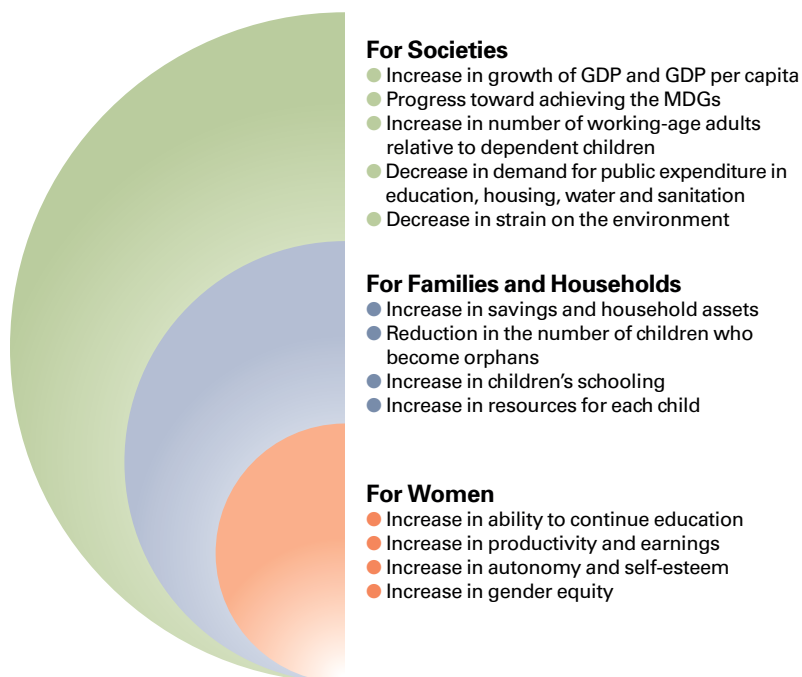 For Societies
Increase in growth of GDP and GDP per capita
Progress toward achieving the MDGs
Increase in number of working-age adults
relative to dependent children
Decrease in demand for public expenditure in
education, housing, water and sanitation
Decrease in strain on the environment
For Families and Households
Increase in savings and household assets
Reduction in the number of children who
become orphans
Increase in children’s schooling
Increase in resources for each child
For Women
Increase in ability to continue education
Increase in productivity and earnings
Increase in autonomy and self-esteem
Increase in gender equity